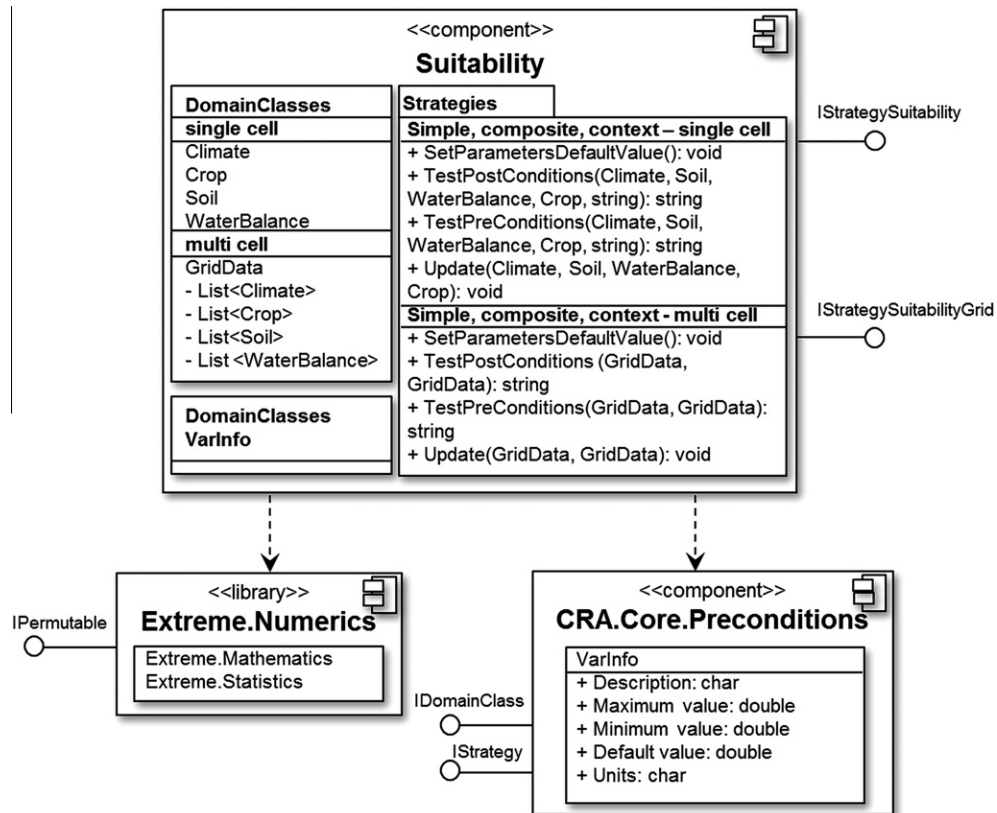 <<component>>
Suitability
DomainClasses
single cell
Climate
Crop
Soil
WaterBalance
multi cell
GridData
- List<Climate>
- List<Crop>
- List<Soil>
- List <WaterBalance>
DomainClasses
VarInfo
Strategies
Simple, composite, context – single cell
+ SetParametersDefaultValue(): void
+ TestPostConditions(Climate, Soil,
WaterBalance, Crop, string): string
+ TestPreConditions(Climate, Soil,
WaterBalance, Crop, string): string
+ Update(Climate, Soil, WaterBalance,
Crop): void
Simple, composite, context - multi cell
+ SetParametersDefaultValue(): void
+ TestPostConditions (GridData,
GridData): string
+ TestPreConditions(GridData, GridData):
string
+ Update(GridData, GridData): void
IStrategySuitability
IStrategySuitabilityGrid
<<library>>
Extreme.Numerics
Extreme.Mathematics
Extreme.Statistics
IPermutable
<<component>>
CRA.Core.Preconditions
VarInfo
+ Description: char
+ Maximum value: double
+ Minimum value: double
+ Default value: double
+ Units: char
IDomainClass
IStrategy